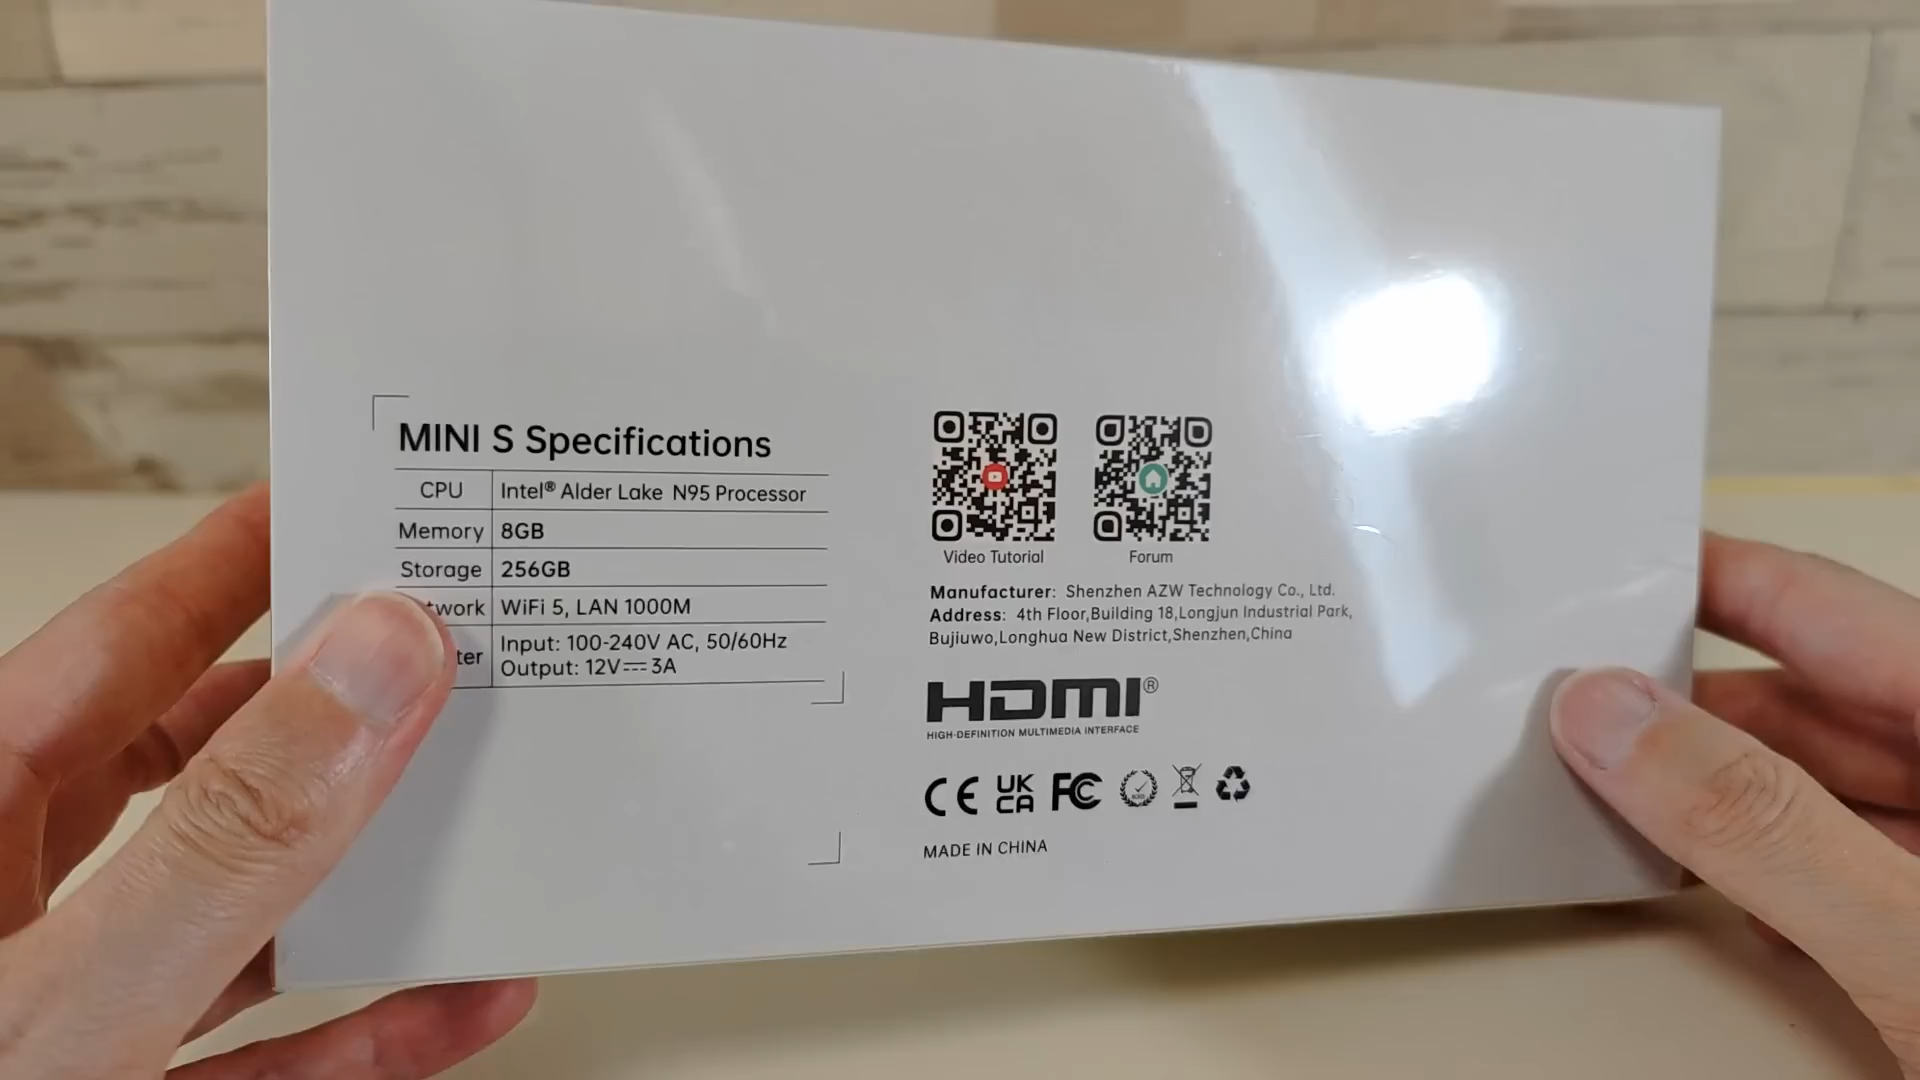 MINI S Specifications
CPU Intel® Alder Lake N95 Processor
Memory 8GB
Storage 256GB
twork WiFi 5, LAN 1000M
ter Input: 100-240V AC, 50/60Hz
Output: 12V⎓3A
Video Tutorial
Forum
Manufacturer: Shenzhen AZW Technology Co., Ltd.
Address: 4th Floor,Building 18,Longjun Industrial Park,
Bujiuwo,Longhua New District,Shenzhen,China
HDMI®
HIGH-DEFINITION MULTIMEDIA INTERFACE
CE UK CA FC
MADE IN CHINA